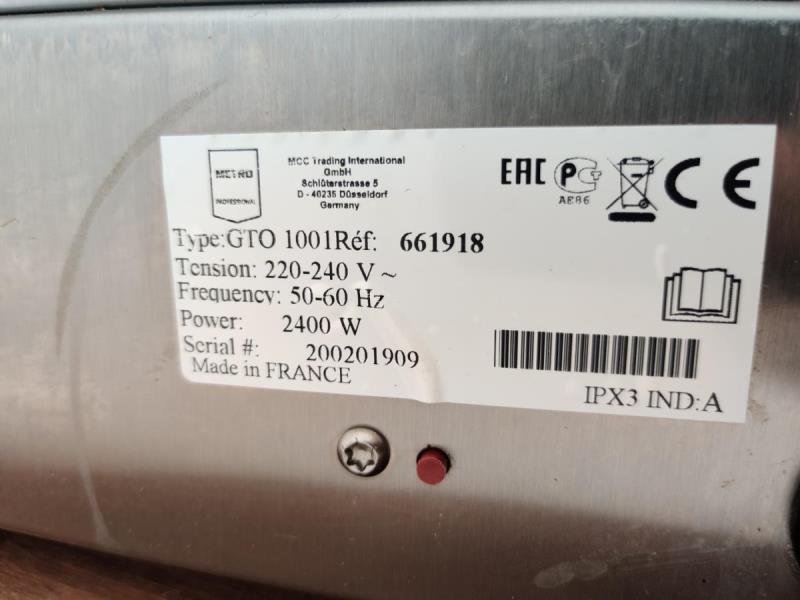 METRO
PROFESSIONAL
MCC Trading International
GmbH
Schlüterstrasse 5
D - 40235 Düsseldorf
Germany
EAC
AE86
CE
Type:GTO 1001Réf: 661918
Tension: 220-240 V ~
Frequency: 50-60 Hz
Power: 2400 W
Serial #: 200201909
Made in FRANCE
IPX3 IND:A